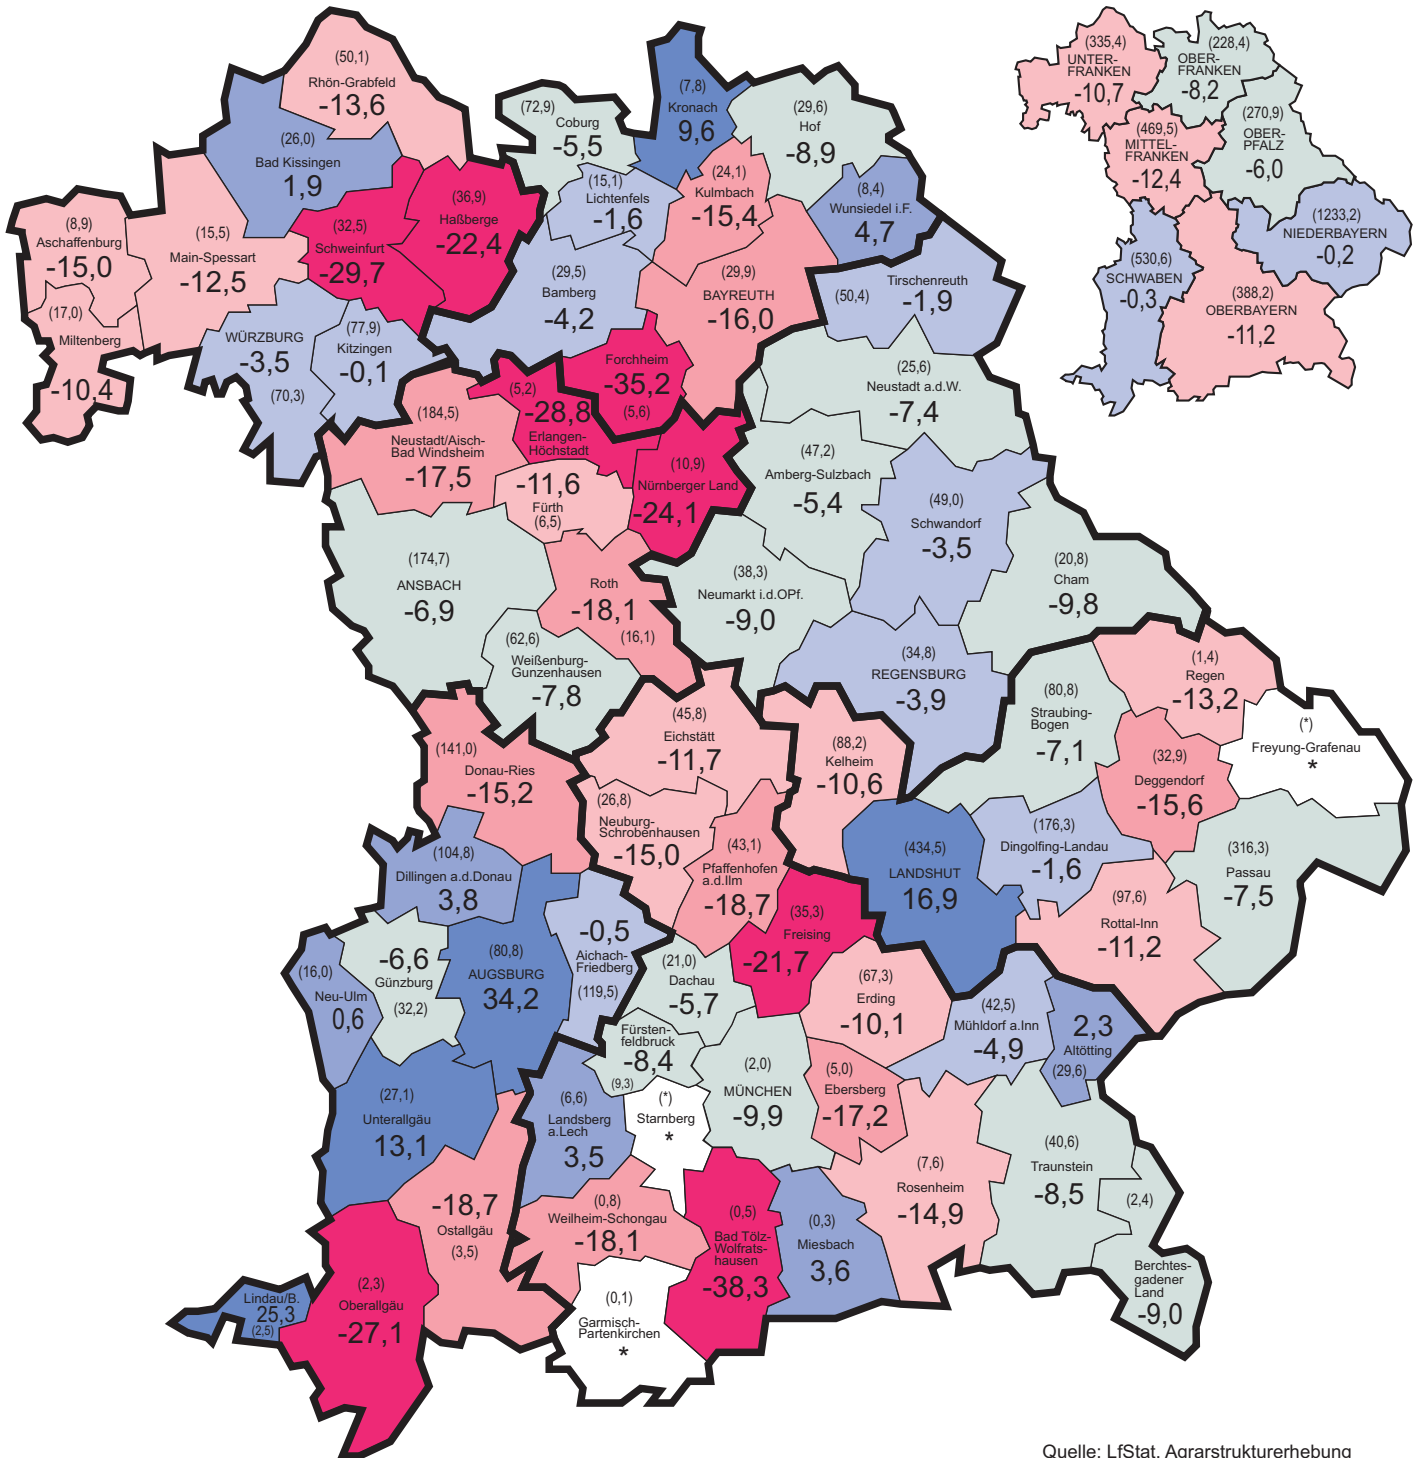 (50,1)
Rhön-Grabfeld
-13,6
(26,0)
Bad Kissingen
1,9
(36,9)
Haßberge
-22,4
(32,5)
Schweinfurt
-29,7
(8,9)
Aschaffenburg
-15,0
(15,5)
Main-Spessart
-12,5
(17,0)
Miltenberg
-10,4
WÜRZBURG
-3,5
(70,3)
(77,9)
Kitzingen
-0,1
(72,9)
Coburg
-5,5
(7,8)
Kronach
9,6
(29,6)
Hof
-8,9
(15,1)
Lichtenfels
-1,6
(24,1)
Kulmbach
-15,4
(8,4)
Wunsiedel i.F.
4,7
(29,5)
Bamberg
-4,2
(29,9)
BAYREUTH
-16,0
Forchheim
-35,2
(5,6)
Tirschenreuth
(50,4)
-1,9
(25,6)
Neustadt a.d.W.
-7,4
(47,2)
Amberg-Sulzbach
-5,4
(49,0)
Schwandorf
-3,5
(20,8)
Cham
-9,8
(38,3)
Neumarkt i.d.OPf.
-9,0
(34,8)
REGENSBURG
-3,9
(184,5)
Neustadt/Aisch-
Bad Windsheim
-17,5
(5,2)
-28,8
Erlangen-
Höchstadt
-11,6
Fürth
(6,5)
(10,9)
Nürnberger Land
-24,1
(174,7)
ANSBACH
-6,9
Roth
-18,1
(16,1)
(62,6)
Weißenburg-
Gunzenhausen
-7,8
(141,0)
Donau-Ries
-15,2
(104,8)
Dillingen a.d.Donau
3,8
-6,6
Günzburg
(32,2)
(16,0)
Neu-Ulm
0,6
(80,8)
AUGSBURG
34,2
-0,5
Aichach-
Friedberg
(119,5)
(27,1)
Unterallgäu
13,1
-18,7
Ostallgäu
(3,5)
(2,3)
Oberallgäu
-27,1
Lindau/B.
25,3
(2,5)
(45,8)
Eichstätt
-11,7
(26,8)
Neuburg-
Schrobenhausen
-15,0
(43,1)
Pfaffenhofen
a.d.Ilm
-18,7
(35,3)
Freising
-21,7
(21,0)
Dachau
-5,7
(67,3)
Erding
-10,1
Fürsten-
feldbruck
-8,4
(9,3)
(2,0)
MÜNCHEN
-9,9
(5,0)
Ebersberg
-17,2
(42,5)
Mühldorf a.Inn
-4,9
2,3
Altötting
(29,6)
(6,6)
Landsberg
a.Lech
3,5
(*)
Starnberg
*
(0,8)
Weilheim-Schongau
-18,1
(0,1)
Garmisch-
Partenkirchen
*
(0,5)
Bad Tölz-
Wolfrats-
hausen
-38,3
(0,3)
Miesbach
3,6
(7,6)
Rosenheim
-14,9
(40,6)
Traunstein
-8,5
(2,4)
Berchtes-
gadener
Land
-9,0
(88,2)
Kelheim
-10,6
(80,8)
Straubing-
Bogen
-7,1
(1,4)
Regen
-13,2
(*)
Freyung-Grafenau
*
(32,9)
Deggendorf
-15,6
(434,5)
LANDSHUT
16,9
(176,3)
Dingolfing-Landau
-1,6
(316,3)
Passau
-7,5
(97,6)
Rottal-Inn
-11,2
(335,4)
UNTER-
FRANKEN
-10,7
(228,4)
OBER-
FRANKEN
-8,2
(469,5)
MITTEL-
FRANKEN
-12,4
(270,9)
OBER-
PFALZ
-6,0
(1233,2)
NIEDERBAYERN
-0,2
(530,6)
SCHWABEN
-0,3
(388,2)
OBERBAYERN
-11,2
Quelle: LfStat, Agrarstrukturerhebung